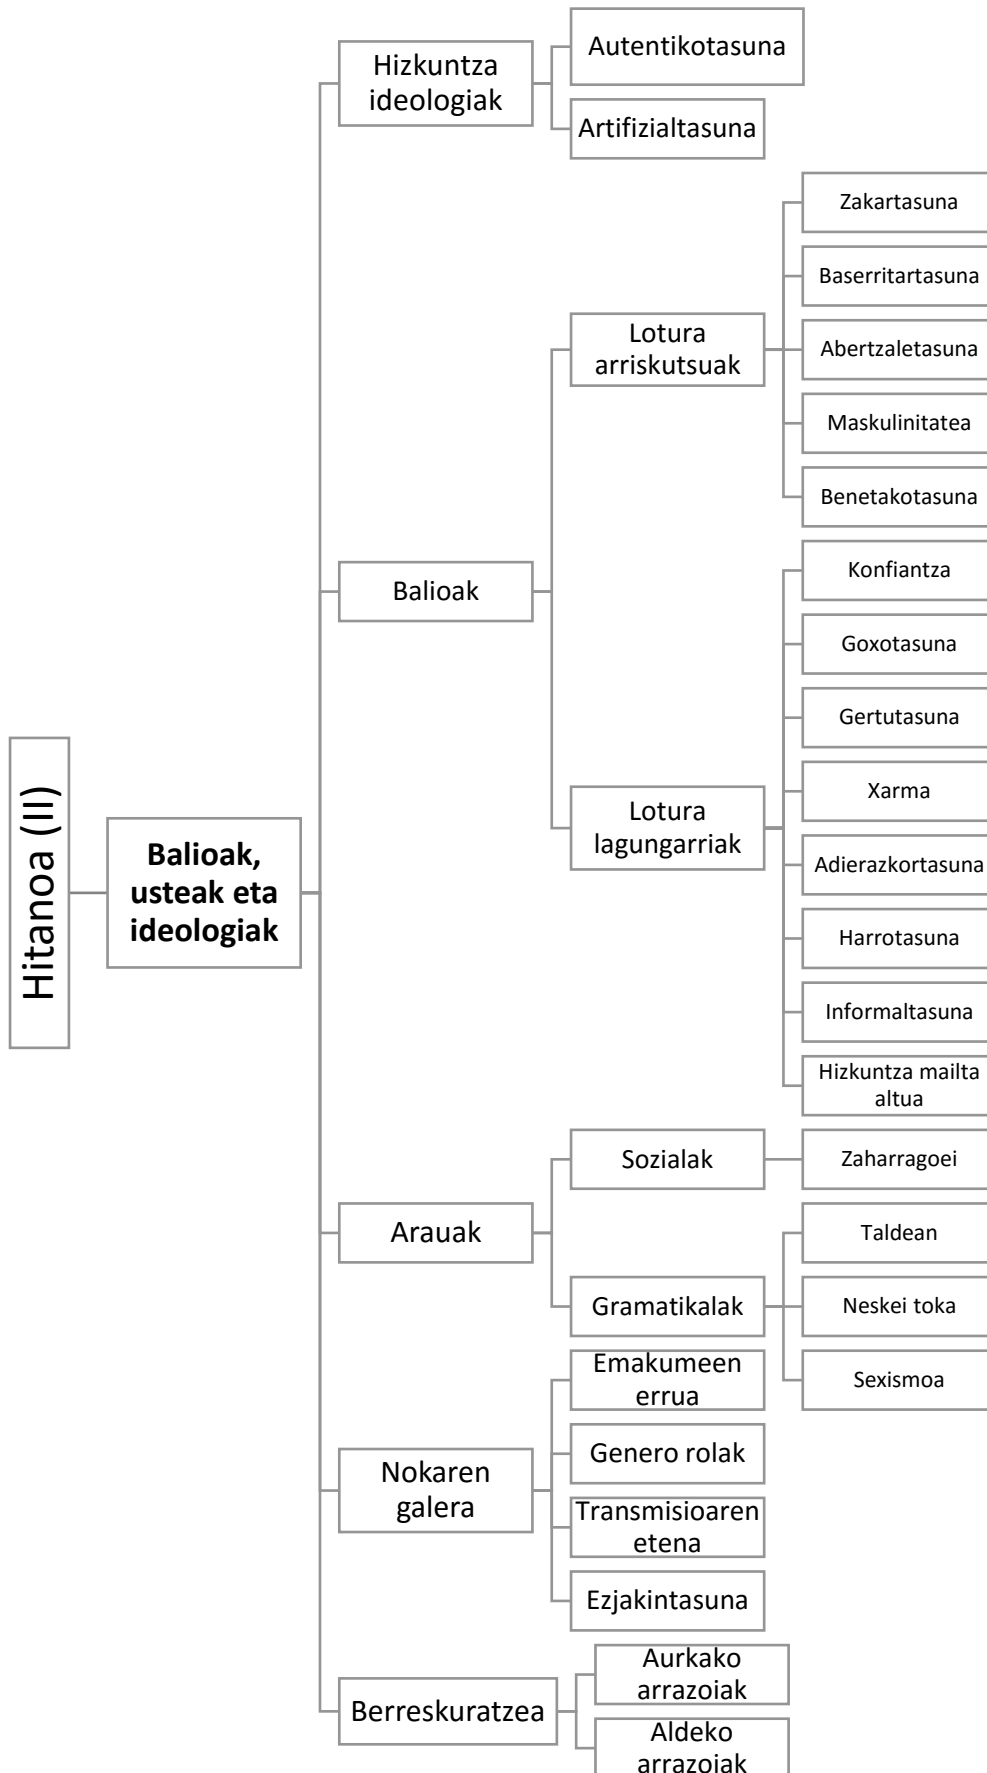 Hitanoa (II)
Balioak,
usteak eta
ideologiak
Hizkuntza
ideologiak
Autentikotasuna
Artifizialtasuna
Balioak
Lotura
arriskutsuak
Zakartasuna
Baserritartasuna
Abertzaletasuna
Maskulinitatea
Benetakotasuna
Lotura
lagungarriak
Konfiantza
Goxotasuna
Gertutasuna
Xarma
Adierazkortasuna
Harrotasuna
Informaltasuna
Hizkuntza mailta
altua
Arauak
Sozialak
Zaharragoei
Gramatikalak
Taldean
Neskei toka
Sexismoa
Nokaren
galera
Emakumeen
errua
Genero rolak
Transmisioaren
etena
Ezjakintasuna
Berreskuratzea
Aurkako
arrazoiak
Aldeko
arrazoiak